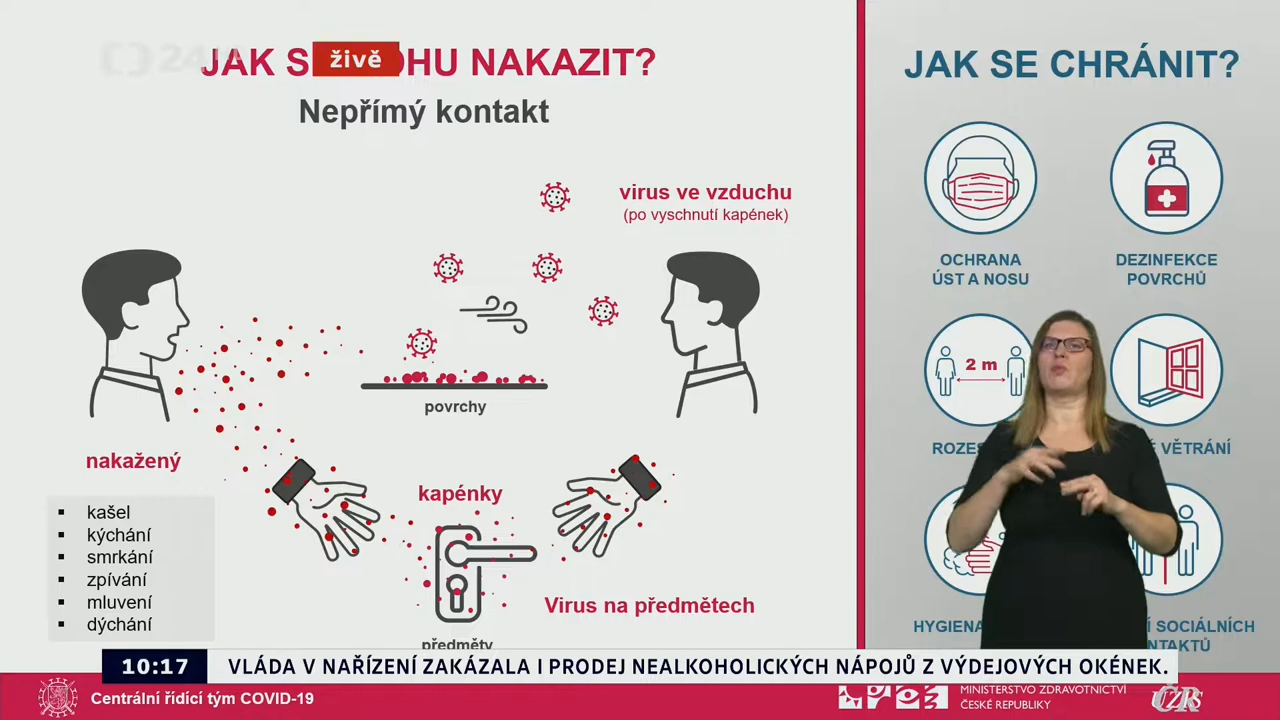 24
živě
JAK S HU NAKAZIT?
Nepřímý kontakt
virus ve vzduchu
(po vyschnutí kapének)
povrchy
nakažený
▪ kašel
▪ kýchání
▪ smrkání
▪ zpívání
▪ mluvení
▪ dýchání
kapénky
Virus na předmětech
předměty
JAK SE CHRÁNIT?
OCHRANA
ÚST A NOSU
DEZINFEKCE
POVRCHŮ
2 m
ROZES
VĚTRÁNÍ
HYGIENA
Í SOCIÁLNÍCH
NTAKTŮ
10:17
VLÁDA V NAŘÍZENÍ ZAKÁZALA I PRODEJ NEALKOHOLICKÝCH NÁPOJŮ Z VÝDEJOVÝCH OKÉNEK.
Centrální řídící tým COVID-19
MINISTERSTVO ZDRAVOTNICTVÍ
ČESKÉ REPUBLIKY